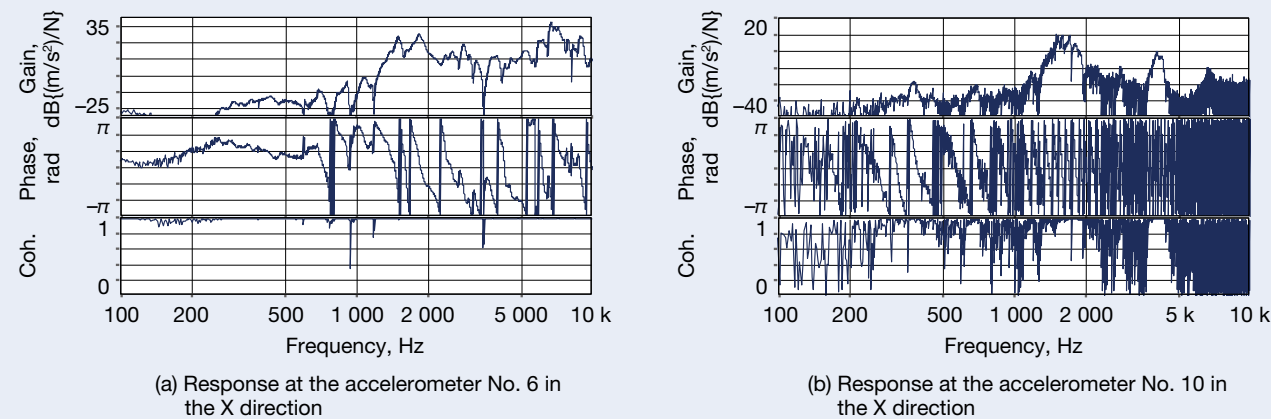 Gain,
dB{(m/s²)/N}
35
−25
Phase,
rad
π
−π
Coh.
1
0
100 200 500 1 000 2 000 5 000 10 k
Frequency, Hz
(a) Response at the accelerometer No. 6 in
the X direction
Gain,
dB{(m/s²)/N}
20
−40
Phase,
rad
π
−π
Coh.
1
0
100 200 500 1 000 2 000 5 k 10 k
Frequency, Hz
(b) Response at the accelerometer No. 10 in
the X direction